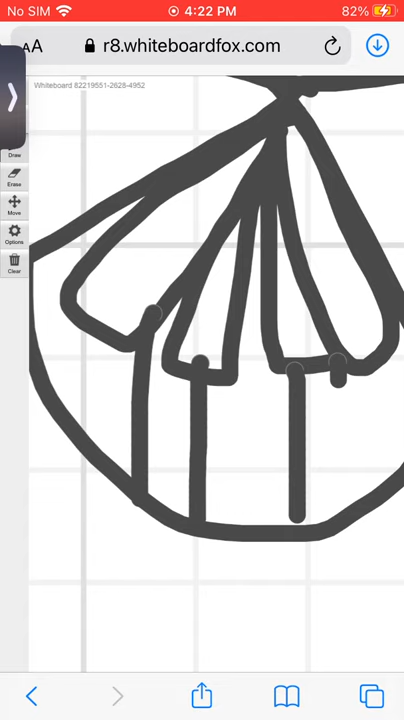 No SIM 4:22 PM 82%
AA r8.whiteboardfox.com
Whiteboard 82219551-2628-4952
Draw
Erase
Move
Options
Clear